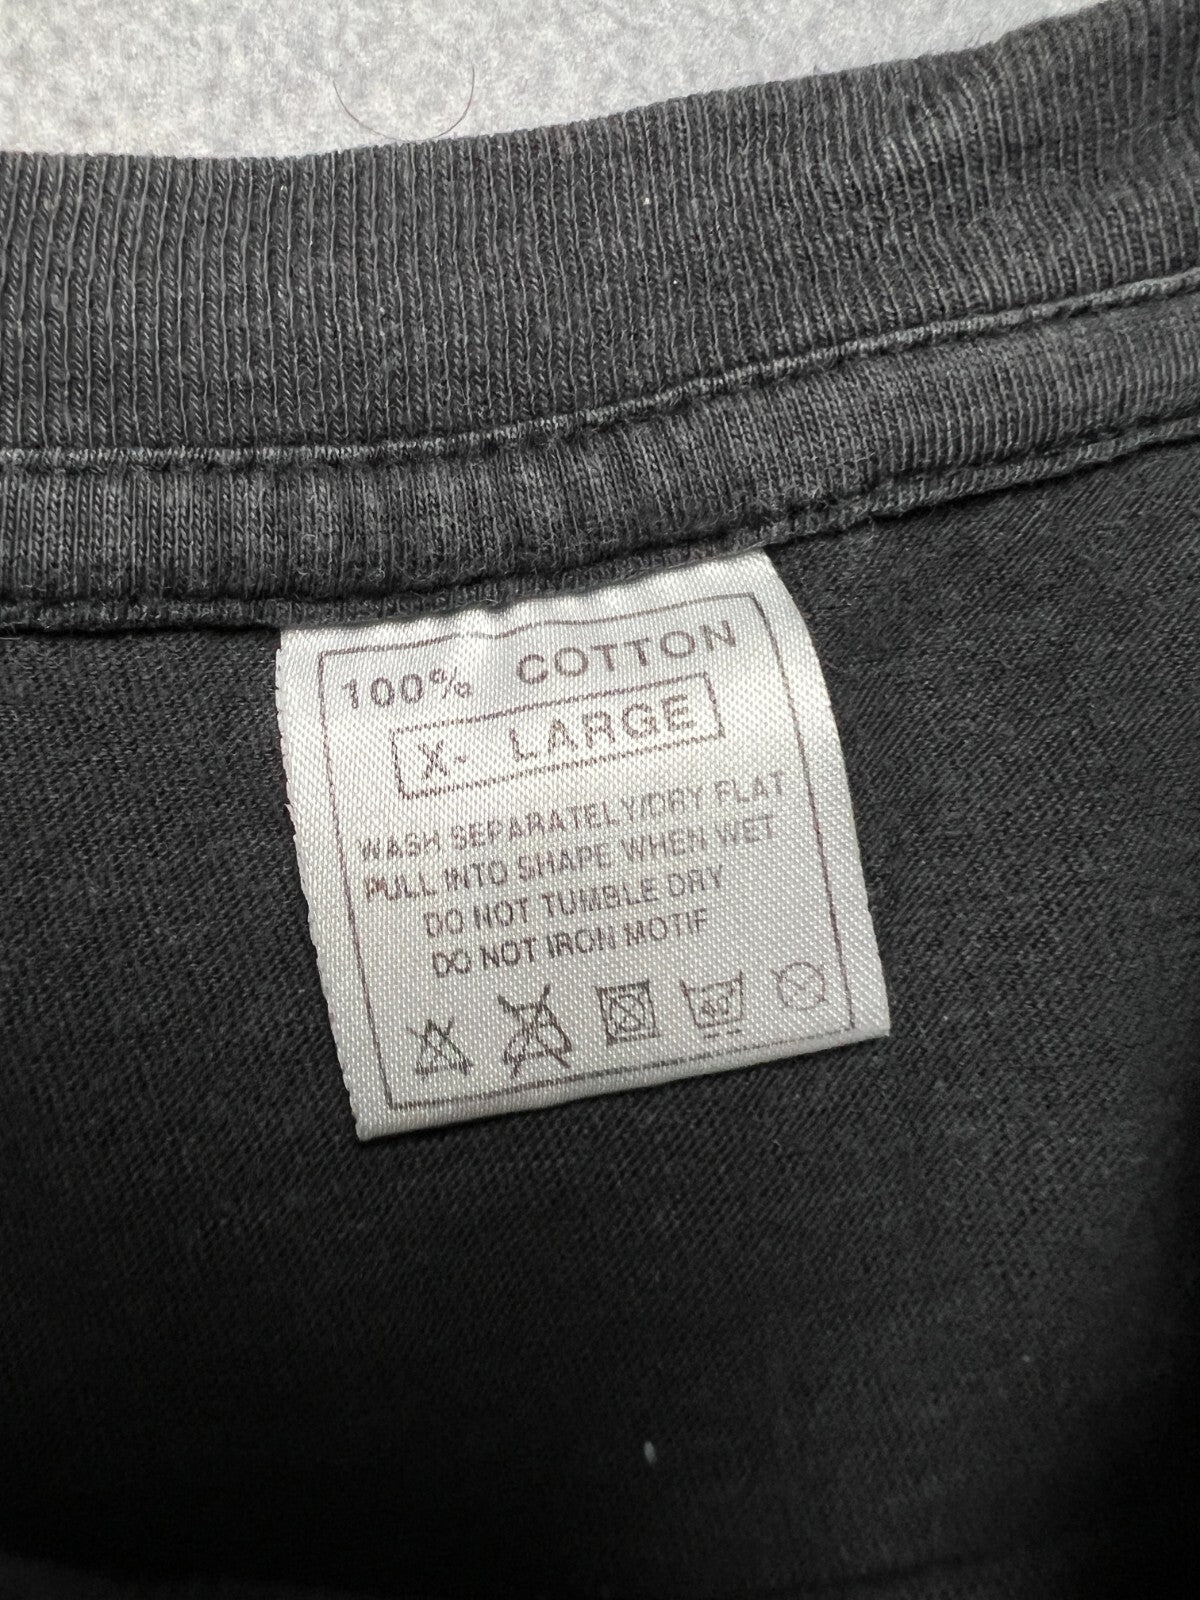 100% COTTON
X- LARGE
WASH SEPARATELY/DRY FLAT
PULL INTO SHAPE WHEN WET
DO NOT TUMBLE DRY
DO NOT IRON MOTIF
40°